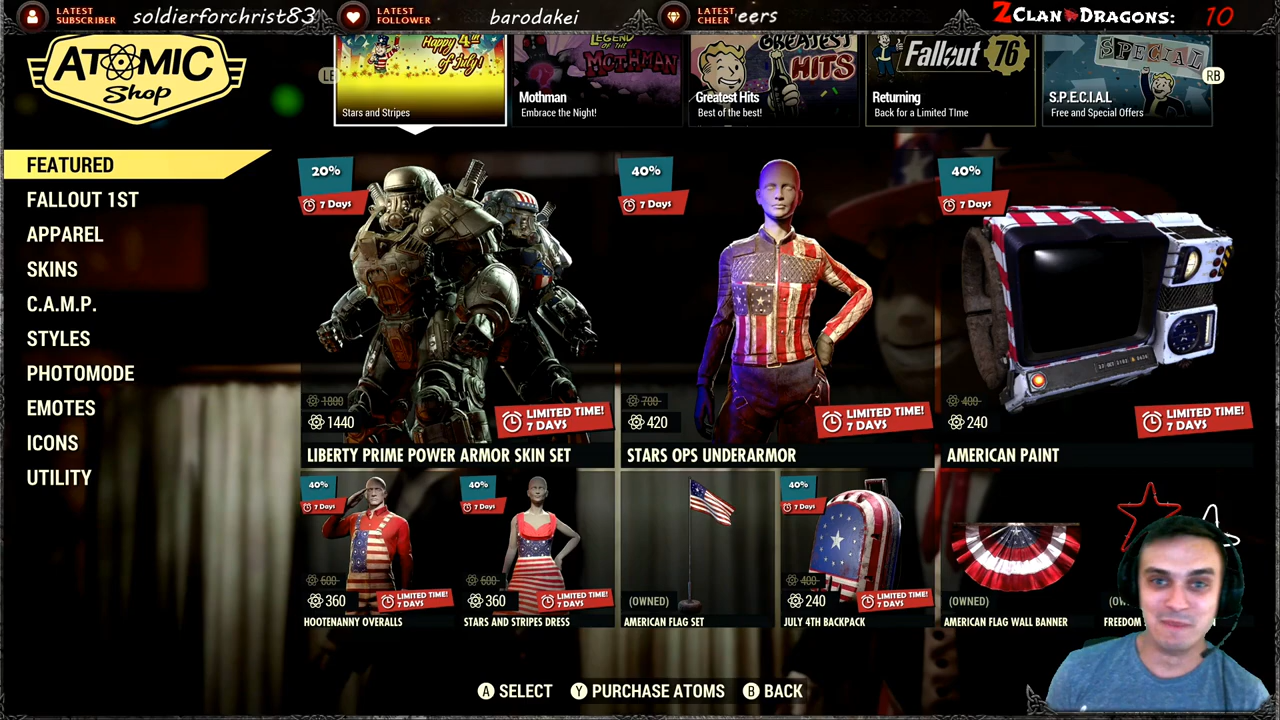 LATEST SUBSCRIBER soldierforchrist83
LATEST FOLLOWER barodakei
LATEST CHEER eers
ZClan Dragons: 10
ATOMIC
Shop
Happy 4th
of July!
Stars and Stripes
LEGEND
OF THE
MOTHMAN
Mothman
Embrace the Night!
GREATEST
HITS
Greatest Hits
Best of the best!
Fallout 76
Returning
Back for a Limited Time
SPECIAL
S.P.E.C.I.A.L
Free and Special Offers
RB
FEATURED
FALLOUT 1ST
APPAREL
SKINS
C.A.M.P.
STYLES
PHOTOMODE
EMOTES
ICONS
UTILITY
20%
7 Days
1800
1440
LIMITED TIME!
7 DAYS
LIBERTY PRIME POWER ARMOR SKIN SET
40%
7 Days
700
420
LIMITED TIME!
7 DAYS
STARS OPS UNDERARMOR
40%
7 Days
400
240
LIMITED TIME!
7 DAYS
AMERICAN PAINT
40%
7 Days
600
360
LIMITED TIME!
7 DAYS
HOOTENANNY OVERALLS
40%
7 Days
600
360
LIMITED TIME!
7 DAYS
STARS AND STRIPES DRESS
(OWNED)
AMERICAN FLAG SET
40%
7 Days
400
240
LIMITED TIME!
7 DAYS
JULY 4TH BACKPACK
(OWNED)
AMERICAN FLAG WALL BANNER
FREEDOM
A SELECT Y PURCHASE ATOMS B BACK